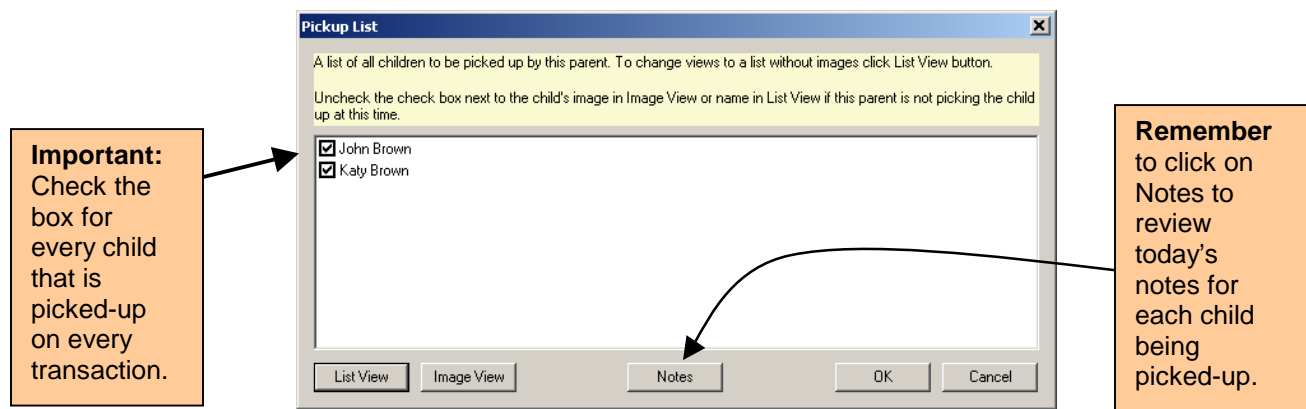 Pickup List
A list of all children to be picked up by this parent. To change views to a list without images click List View button.
Uncheck the check box next to the child's image in Image View or name in List View if this parent is not picking the child
up at this time.
Important:
Check the
box for
every child
that is
picked-up
on every
transaction.
John Brown
Katy Brown
Remember
to click on
Notes to
review
today’s
notes for
each child
being
picked-up.
List View
Image View
Notes
OK
Cancel